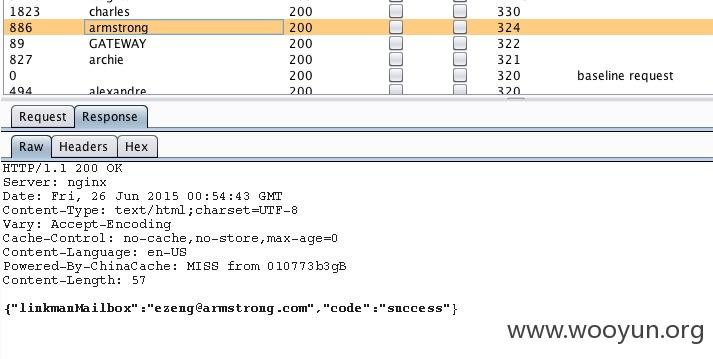 1823 charles 200 330
886 armstrong 200 324
89 GATEWAY 200 322
827 archie 200 321
0 320 baseline request
494 alexandre 200 320
Request Response
Raw Headers Hex
HTTP/1.1 200 OK
Server: nginx
Date: Fri, 26 Jun 2015 00:54:43 GMT
Content-Type: text/html;charset=UTF-8
Vary: Accept-Encoding
Cache-Control: no-cache,no-store,max-age=0
Content-Language: en-US
Powered-By-ChinaCache: MISS from 010773b3gB
Content-Length: 57
{"linkmanMailbox":"ezeng@armstrong.com","code":"success"}
www.wooyun.org